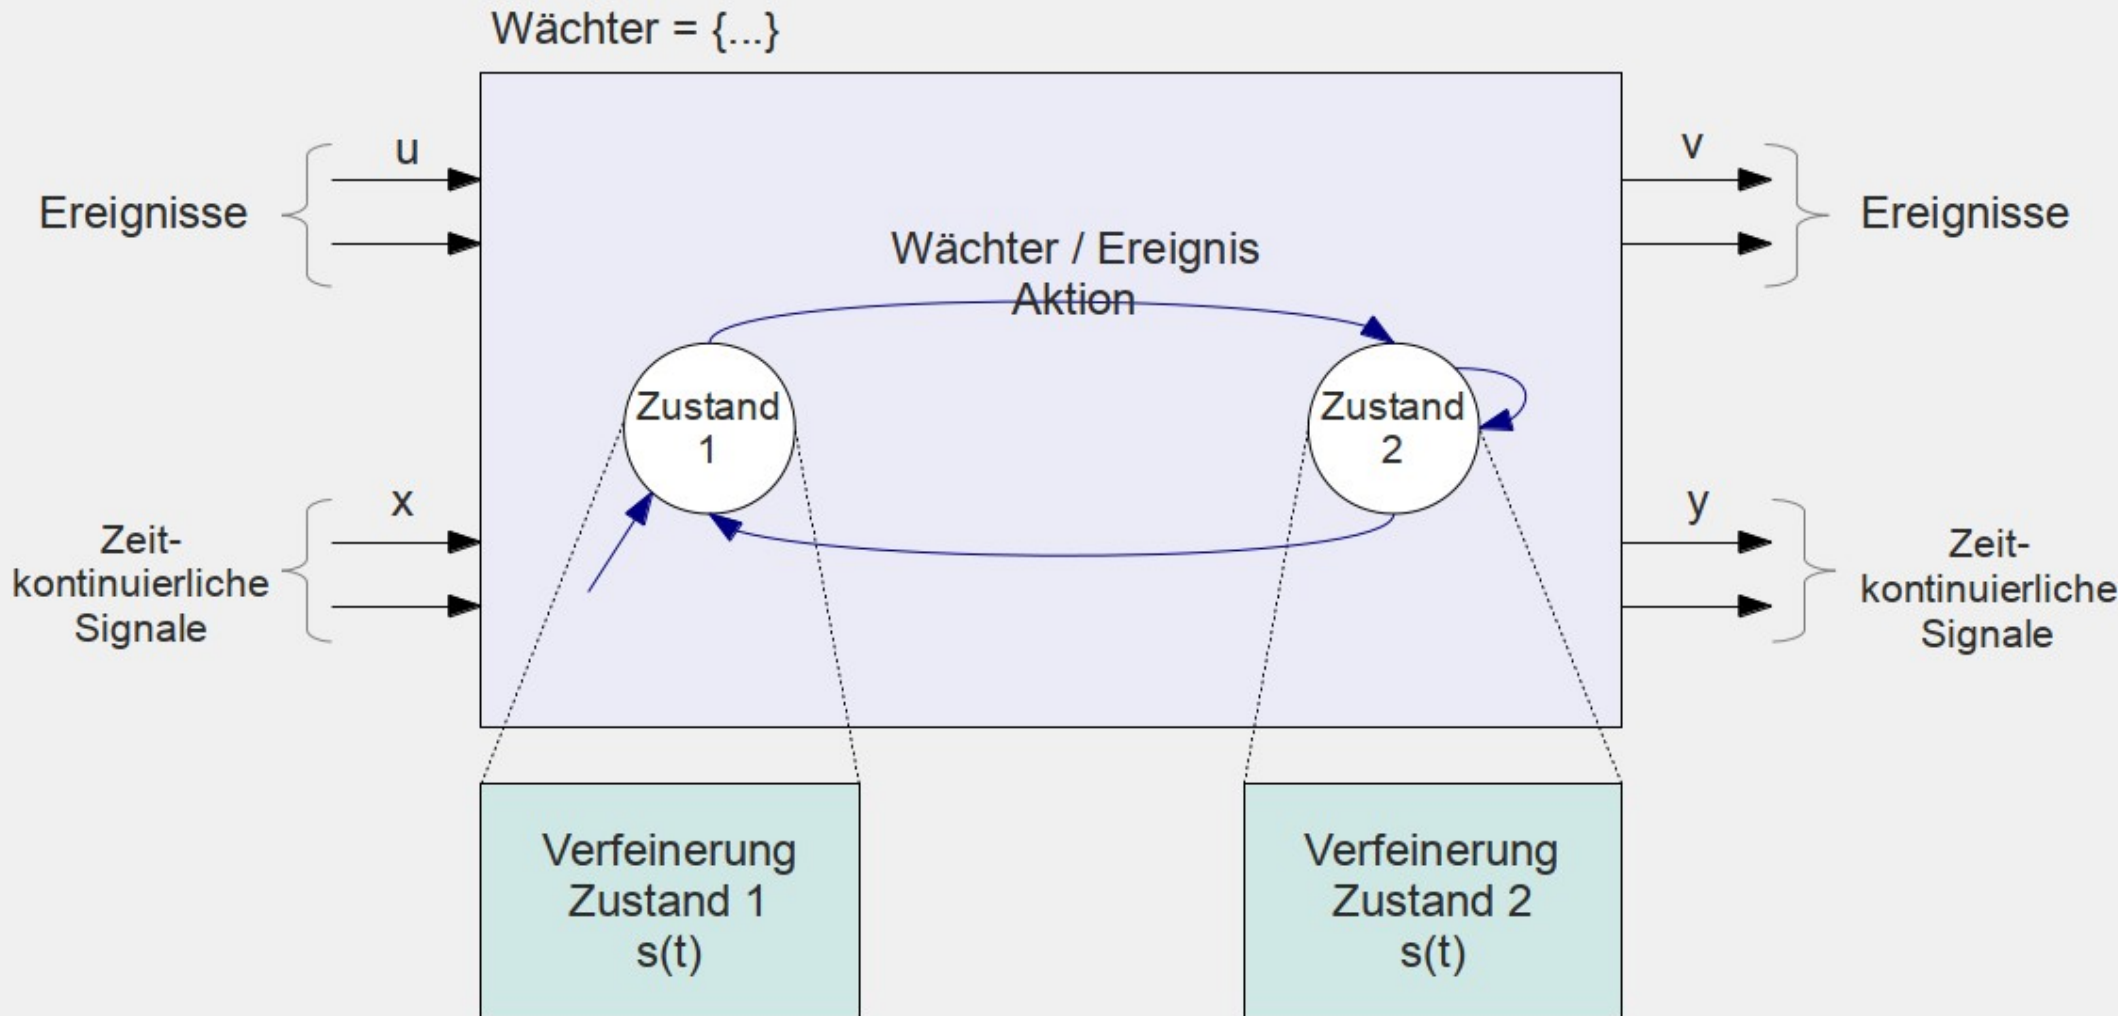 Wächter = {...}
u
Ereignisse
v
Ereignisse
Wächter / Ereignis
Aktion
Zustand
1
Zustand
2
x
Zeit-
kontinuierliche
Signale
y
Zeit-
kontinuierliche
Signale
Verfeinerung
Zustand 1
s(t)
Verfeinerung
Zustand 2
s(t)